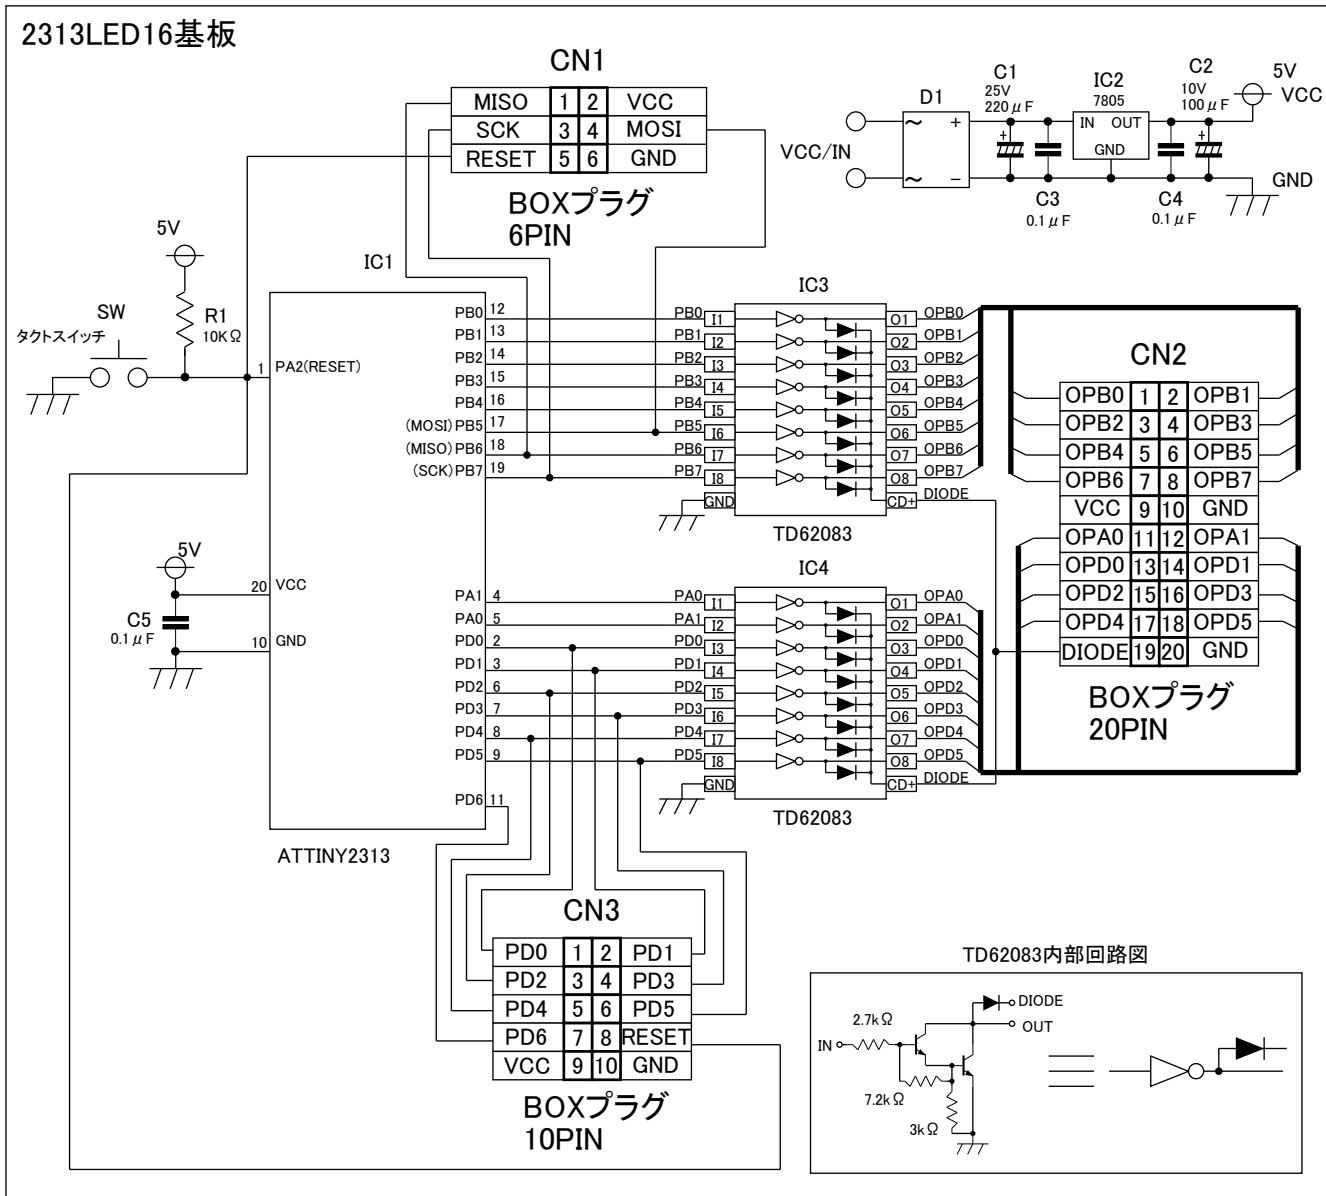 2313LED16基板
CN1
MISO 1 2 VCC
SCK 3 4 MOSI
RESET 5 6 GND
BOXプラグ
6PIN
D1
VCC/IN
~ +
~ −
C1
25V
220μF
IC2
7805
IN OUT
GND
C2
10V
100μF
5V
VCC
GND
C3
0.1μF
C4
0.1μF
5V
R1
10KΩ
SW
タクトスイッチ
IC1
1 PA2(RESET)
PB0 12
PB1 13
PB2 14
PB3 15
PB4 16
(MOSI)PB5 17
(MISO)PB6 18
(SCK)PB7 19
5V
20 VCC
C5
0.1μF
10 GND
PA1 4
PA0 5
PD0 2
PD1 3
PD2 6
PD3 7
PD4 8
PD5 9
PD6 11
ATTINY2313
IC3
PB0 I1 O1 OPB0
PB1 I2 O2 OPB1
PB2 I3 O3 OPB2
PB3 I4 O4 OPB3
PB4 I5 O5 OPB4
PB5 I6 O6 OPB5
PB6 I7 O7 OPB6
PB7 I8 O8 OPB7
GND CD+ DIODE
TD62083
IC4
PA0 I1 O1 OPA0
PA1 I2 O2 OPA1
PD0 I3 O3 OPD0
PD1 I4 O4 OPD1
PD2 I5 O5 OPD2
PD3 I6 O6 OPD3
PD4 I7 O7 OPD4
PD5 I8 O8 OPD5
GND CD+ DIODE
TD62083
CN2
OPB0 1 2 OPB1
OPB2 3 4 OPB3
OPB4 5 6 OPB5
OPB6 7 8 OPB7
VCC 9 10 GND
OPA0 11 12 OPA1
OPD0 13 14 OPD1
OPD2 15 16 OPD3
OPD4 17 18 OPD5
DIODE 19 20 GND
BOXプラグ
20PIN
CN3
PD0 1 2 PD1
PD2 3 4 PD3
PD4 5 6 PD5
PD6 7 8 RESET
VCC 9 10 GND
BOXプラグ
10PIN
TD62083内部回路図
DIODE
OUT
IN
2.7kΩ
7.2kΩ
3kΩ